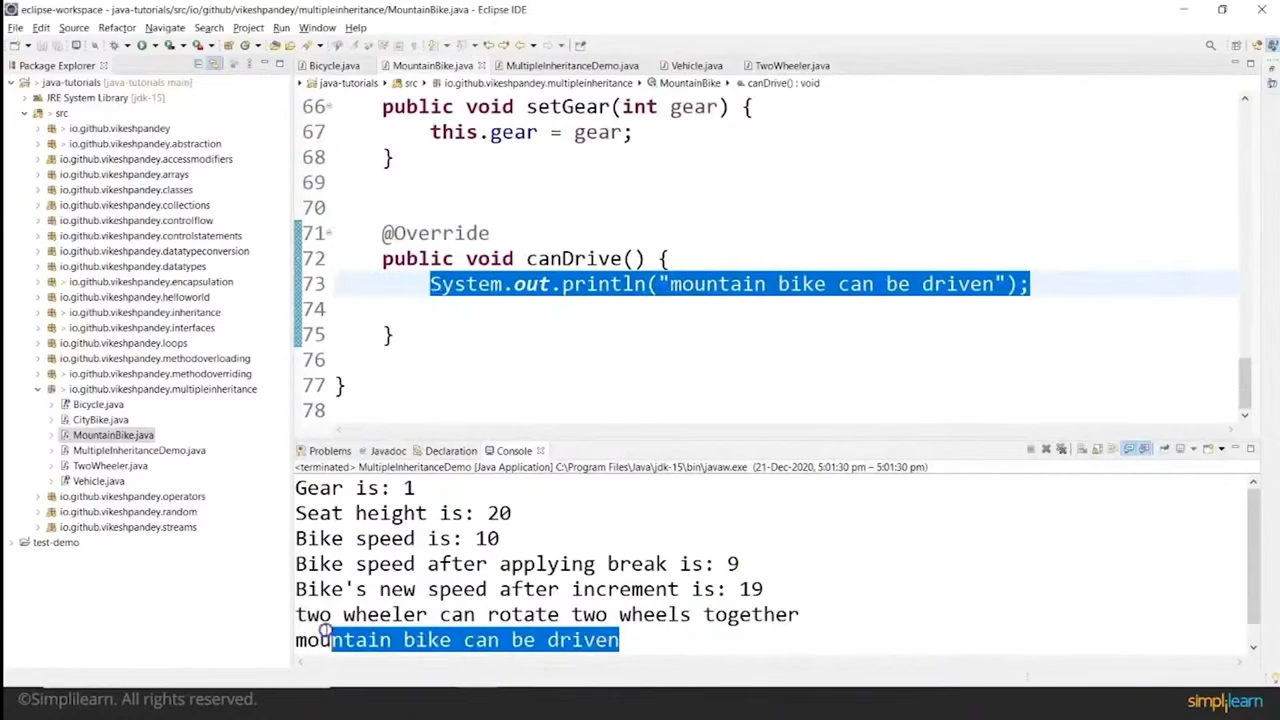 eclipse-workspace - java-tutorials/src/io/github/vikeshpandey/multipleinheritance/MountainBike.java - Eclipse IDE
File Edit Source Refactor Navigate Search Project Run Window Help
Package Explorer
java-tutorials [java-tutorials main]
JRE System Library [jdk-15]
src
io.github.vikeshpandey
io.github.vikeshpandey.abstraction
io.github.vikeshpandey.accessmodifiers
io.github.vikeshpandey.arrays
io.github.vikeshpandey.classes
io.github.vikeshpandey.collections
io.github.vikeshpandey.controlflow
io.github.vikeshpandey.controlstatements
io.github.vikeshpandey.datatypeconversion
io.github.vikeshpandey.datatypes
io.github.vikeshpandey.encapsulation
io.github.vikeshpandey.helloworld
io.github.vikeshpandey.inheritance
io.github.vikeshpandey.interfaces
io.github.vikeshpandey.loops
io.github.vikeshpandey.methodoverloading
io.github.vikeshpandey.methodoverriding
io.github.vikeshpandey.multipleinheritance
Bicycle.java
CityBike.java
MountainBike.java
MultipleInheritanceDemo.java
TwoWheeler.java
Vehicle.java
io.github.vikeshpandey.operators
io.github.vikeshpandey.random
io.github.vikeshpandey.streams
test-demo
Bicycle.java MountainBike.java MultipleInheritanceDemo.java Vehicle.java TwoWheeler.java
java-tutorials src io.github.vikeshpandey.multipleinheritance MountainBike canDrive() : void
66 public void setGear(int gear) {
67 this.gear = gear;
68 }
69
70
71 @Override
72 public void canDrive() {
73 System.out.println("mountain bike can be driven");
74
75 }
76
77 }
78
Problems Javadoc Declaration Console
<terminated> MultipleInheritanceDemo [Java Application] C:\Program Files\Java\jdk-15\bin\javaw.exe (21-Dec-2020, 5:01:30 pm – 5:01:30 pm)
Gear is: 1
Seat height is: 20
Bike speed is: 10
Bike speed after applying break is: 9
Bike's new speed after increment is: 19
two wheeler can rotate two wheels together
mountain bike can be driven
©Simplilearn. All rights reserved.
simplilearn